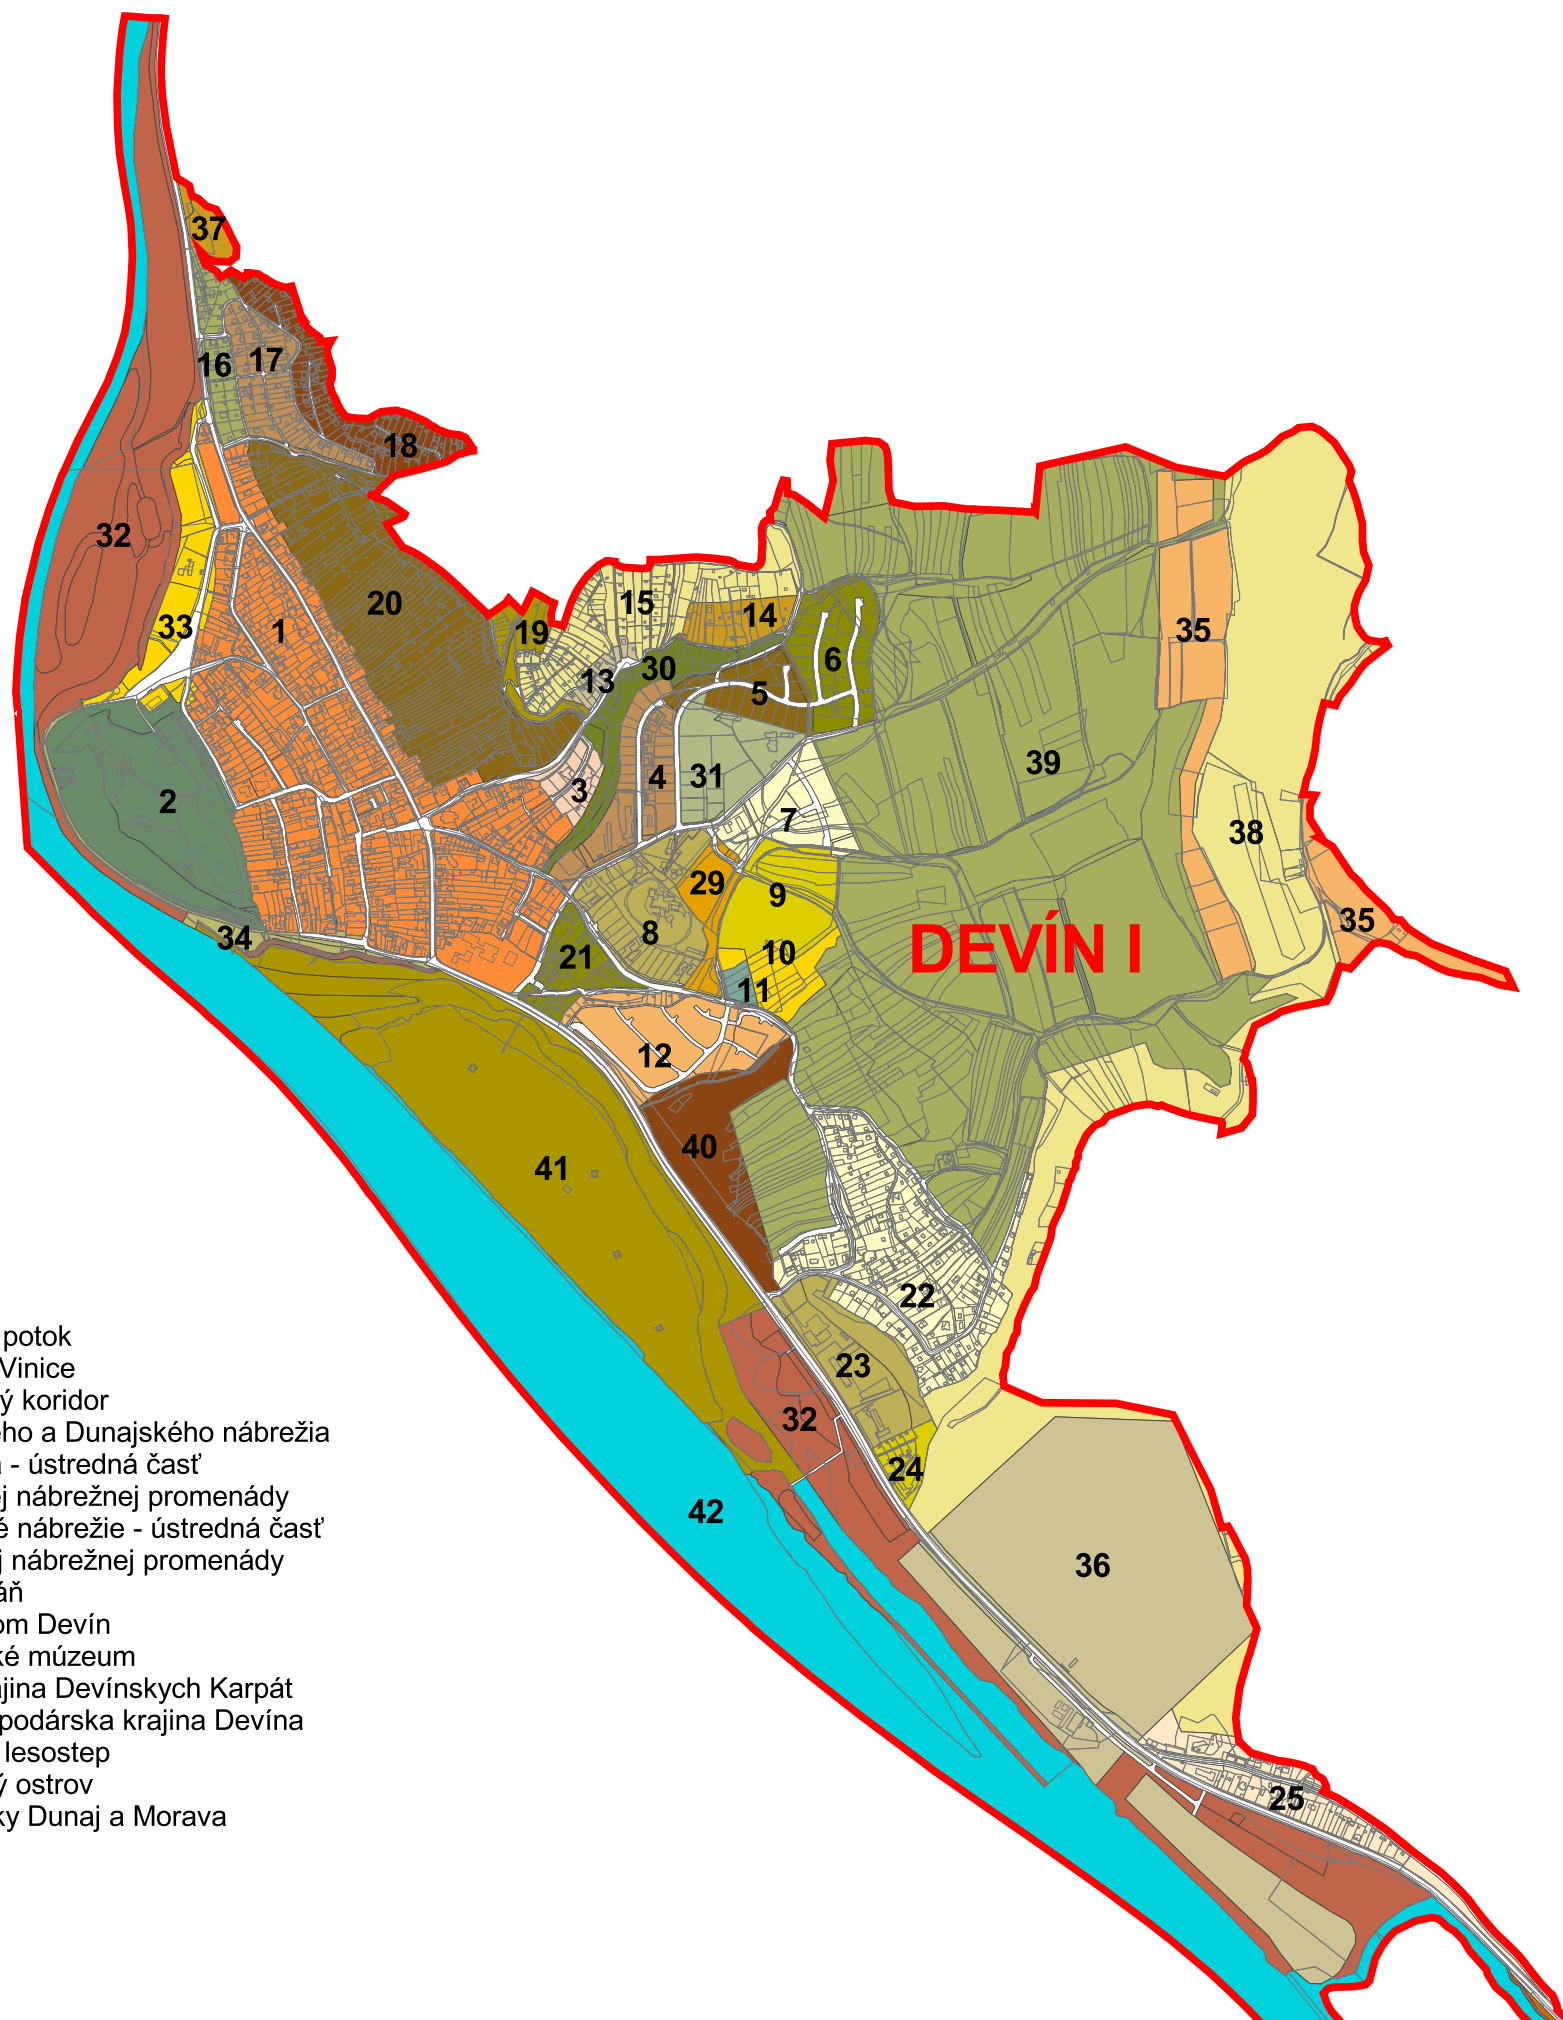 37
16
17
18
32
20
33
1
19
15
14
13
30
6
5
35
3
4
31
39
2
7
38
29
9
35
34
8
10
DEVÍN I
21
11
12
40
41
22
23
32
24
42
36
25
potok
Vinice
ý koridor
ho a Dunajského nábrežia
- ústredná časť
j nábrežnej promenády
é nábrežie - ústredná časť
j nábrežnej promenády
áň
om Devín
ké múzeum
ajina Devínskych Karpát
podárska krajina Devína
lesostep
ý ostrov
ky Dunaj a Morava